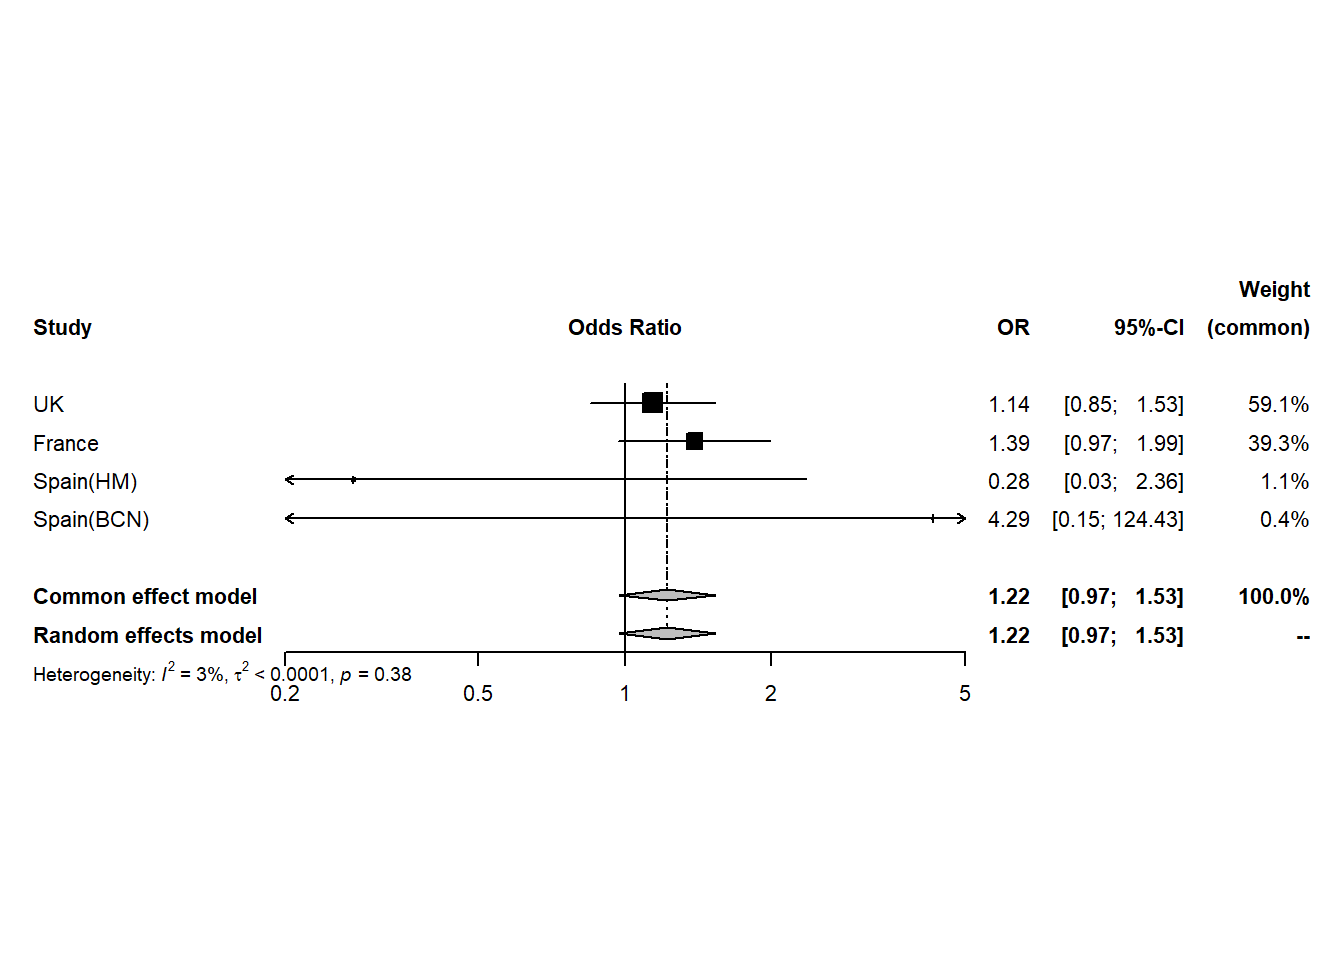 Weight
Study Odds Ratio OR 95%-CI (common)
UK 1.14 [0.85; 1.53] 59.1%
France 1.39 [0.97; 1.99] 39.3%
Spain(HM) 0.28 [0.03; 2.36] 1.1%
Spain(BCN) 4.29 [0.15; 124.43] 0.4%
Common effect model 1.22 [0.97; 1.53] 100.0%
Random effects model 1.22 [0.97; 1.53] --
Heterogeneity: I² = 3%, τ² < 0.0001, p = 0.38
0.2 0.5 1 2 5